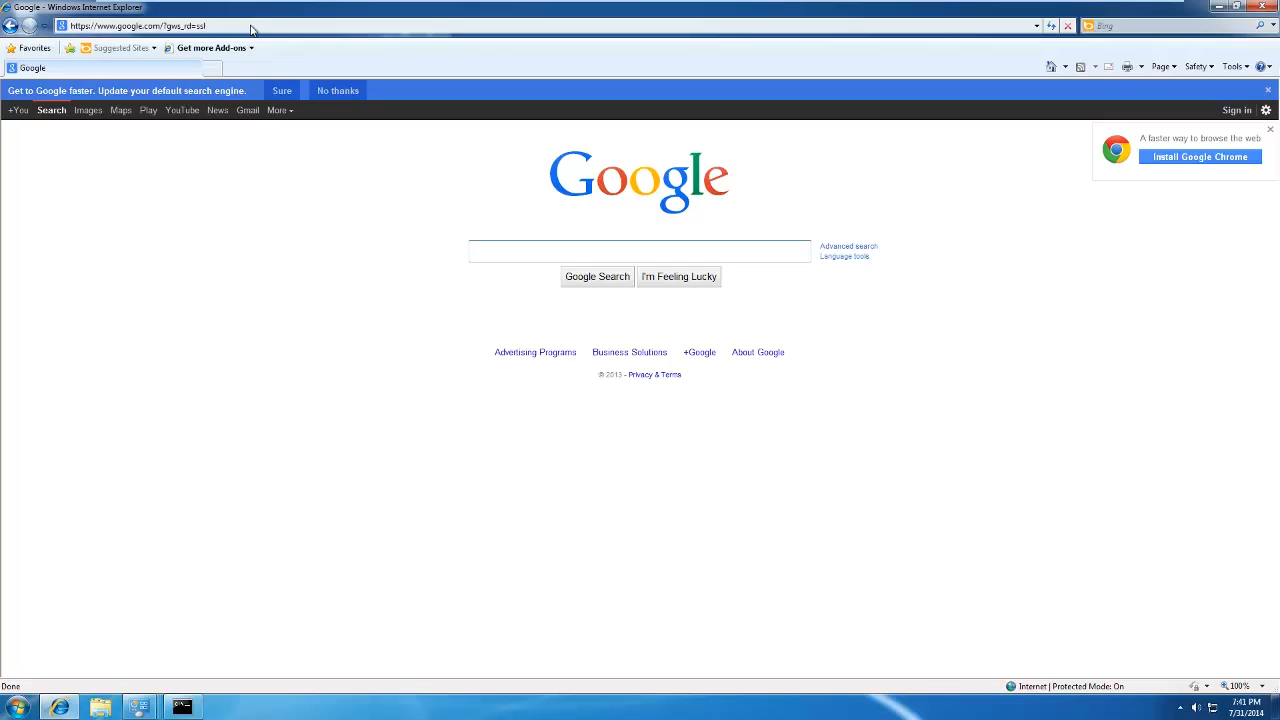 Google - Windows Internet Explorer
https://www.google.com/?gws_rd=ssl
Bing
Favorites Suggested Sites Get more Add-ons
Google
Page Safety Tools
Get to Google faster. Update your default search engine. Sure No thanks
+You Search Images Maps Play YouTube News Gmail More Sign in
A faster way to browse the web
Install Google Chrome
Google
Advanced search
Language tools
Google Search I'm Feeling Lucky
Advertising Programs Business Solutions +Google About Google
© 2013 - Privacy & Terms
Done Internet | Protected Mode: On 100%
7:41 PM
7/31/2014